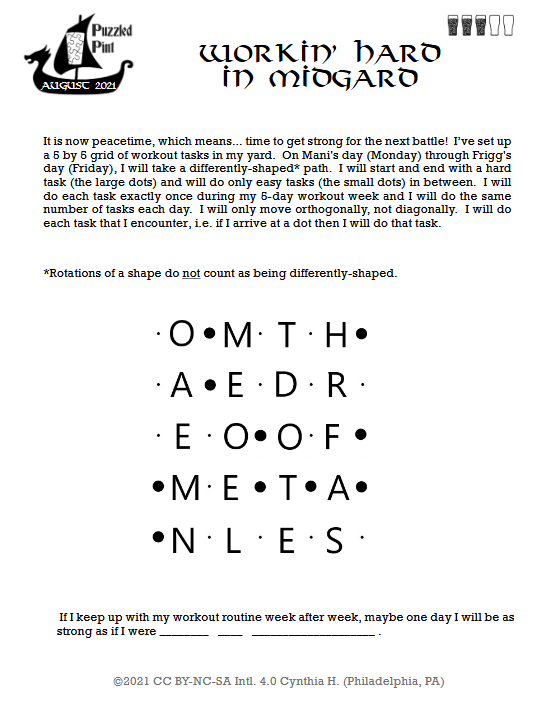 Puzzled
Pint
AUGUST 2021
WORKIN' HARD
IN MIDGARD
It is now peacetime, which means... time to get strong for the next battle! I've set up
a 5 by 5 grid of workout tasks in my yard. On Mani's day (Monday) through Frigg's
day (Friday), I will take a differently-shaped* path. I will start and end with a hard
task (the large dots) and will do only easy tasks (the small dots) in between. I will
do each task exactly once during my 5-day workout week and I will do the same
number of tasks each day. I will only move orthogonally, not diagonally. I will do
each task that I encounter, i.e. if I arrive at a dot then I will do that task.
*Rotations of a shape do not count as being differently-shaped.
· O ● M · T · H ●
· A ● E · D · R ·
· E · O ● O · F ●
● M · E ● T ● A ●
● N · L · E · S ·
If I keep up with my workout routine week after week, maybe one day I will be as
strong as if I were ________ ____ ____________________ .
©2021 CC BY-NC-SA Intl. 4.0 Cynthia H. (Philadelphia, PA)